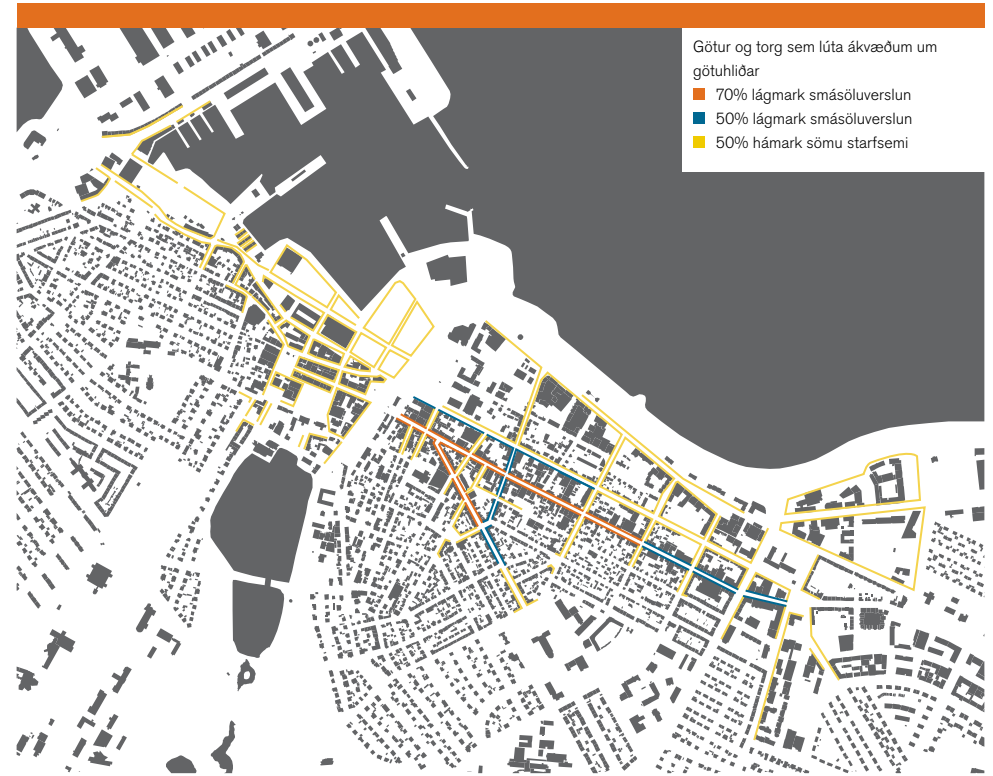 Götur og torg sem lúta ákvæðum um
götuhliðar
70% lágmark smásöluverslun
50% lágmark smásöluverslun
50% hámark sömu starfsemi